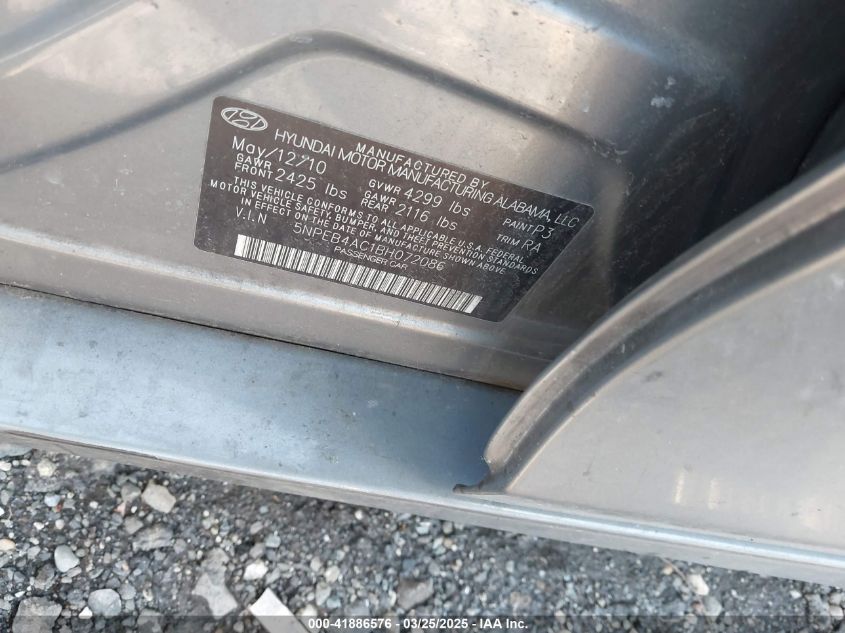 MANUFACTURED BY
HYUNDAI MOTOR MANUFACTURING ALABAMA, LLC
May/12/10 GVWR 4299 lbs PAINT P3
GAWR FRONT 2425 lbs GAWR REAR 2116 lbs TRIM RA
THIS VEHICLE CONFORMS TO ALL APPLICABLE U.S.A. FEDERAL
MOTOR VEHICLE SAFETY, BUMPER, AND THEFT PREVENTION STANDARDS
IN EFFECT ON THE DATE OF MANUFACTURE SHOWN ABOVE.
V.I.N 5NPEB4AC1BH072086
PASSENGER CAR
000-41886576 - 03/25/2025 - IAA Inc.